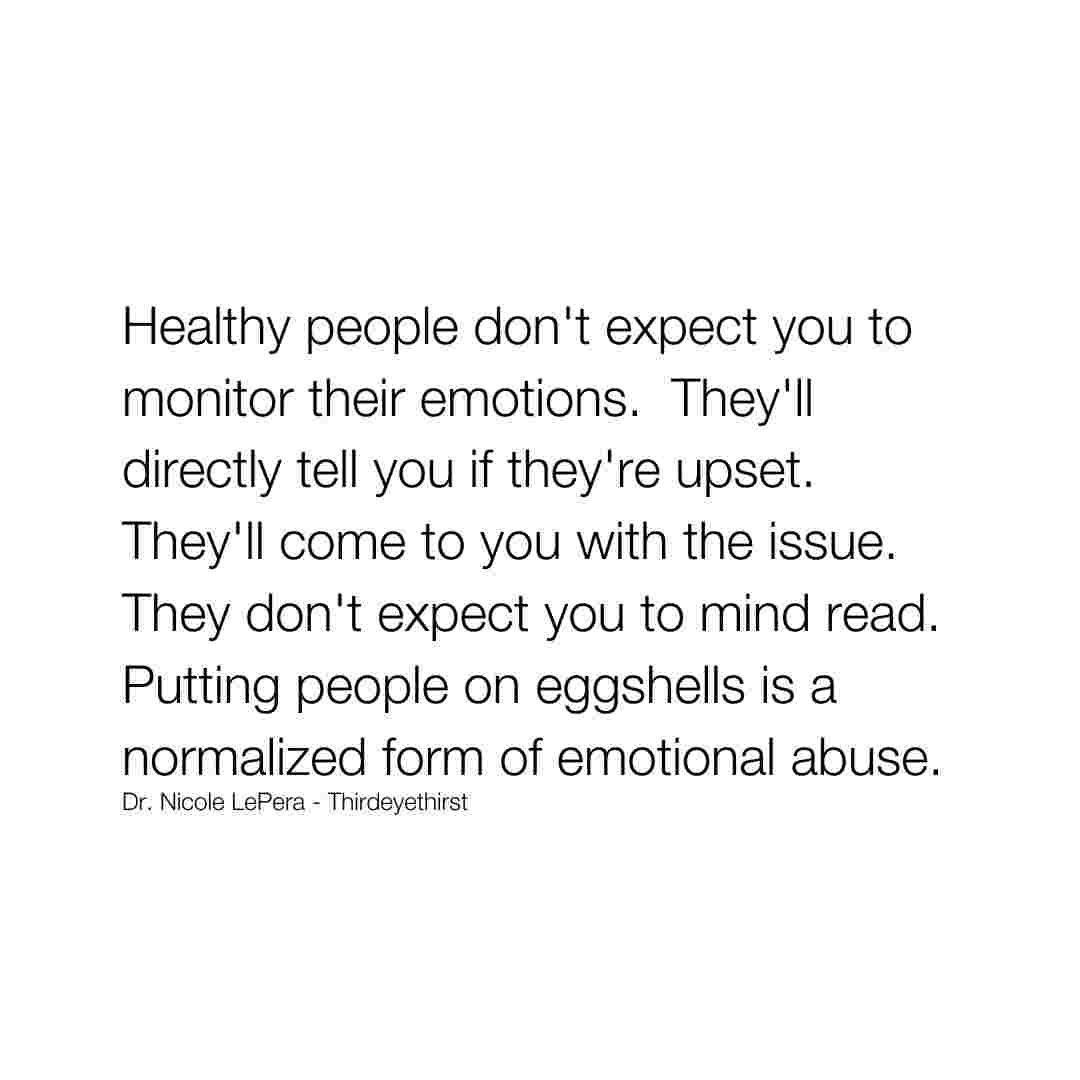 Healthy people don't expect you to
monitor their emotions.  They'll
directly tell you if they're upset.
They'll come to you with the issue.
They don't expect you to mind read.
Putting people on eggshells is a
normalized form of emotional abuse.
Dr. Nicole LePera - Thirdeyethirst